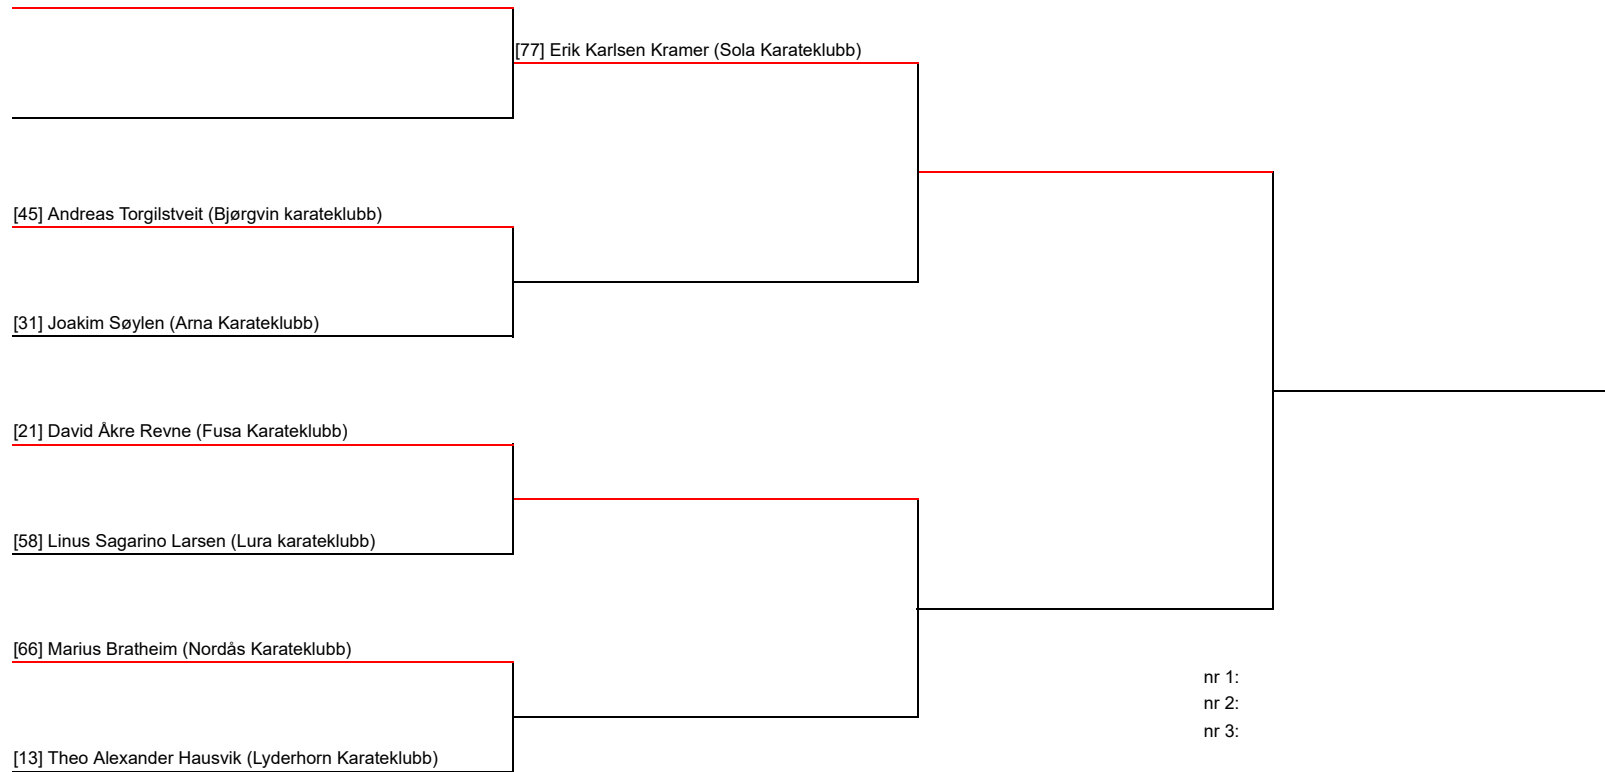 [77] Erik Karlsen Kramer (Sola Karateklubb)
[45] Andreas Torgilstveit (Bjørgvin karateklubb)
[31] Joakim Søylen (Arna Karateklubb)
[21] David Åkre Revne (Fusa Karateklubb)
[58] Linus Sagarino Larsen (Lura karateklubb)
[66] Marius Bratheim (Nordås Karateklubb)
[13] Theo Alexander Hausvik (Lyderhorn Karateklubb)
nr 1:
nr 2:
nr 3: